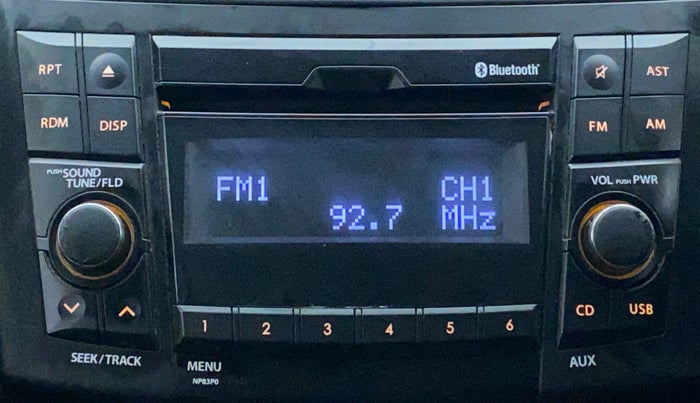 RPT
Bluetooth
AST
RDM
DISP
FM
AM
PUSH SOUND
TUNE/FLD
FM1 CH1
92.7 MHz
VOL PUSH PWR
1 2 3 4 5 6
CD
USB
SEEK/TRACK
MENU
NP83P0
AUX